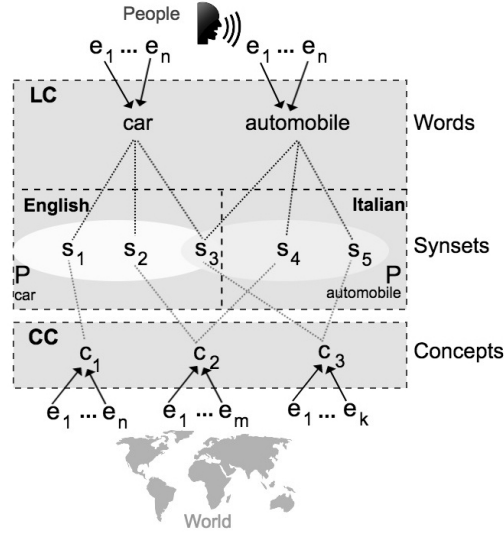 People
e1 ... en e1 ... en
LC
car automobile Words
English Italian
s1 s2 s3 s4 s5 Synsets
P car P automobile
CC
c1 c2 c3 Concepts
e1 ... en e1 ... em e1 ... ek
World